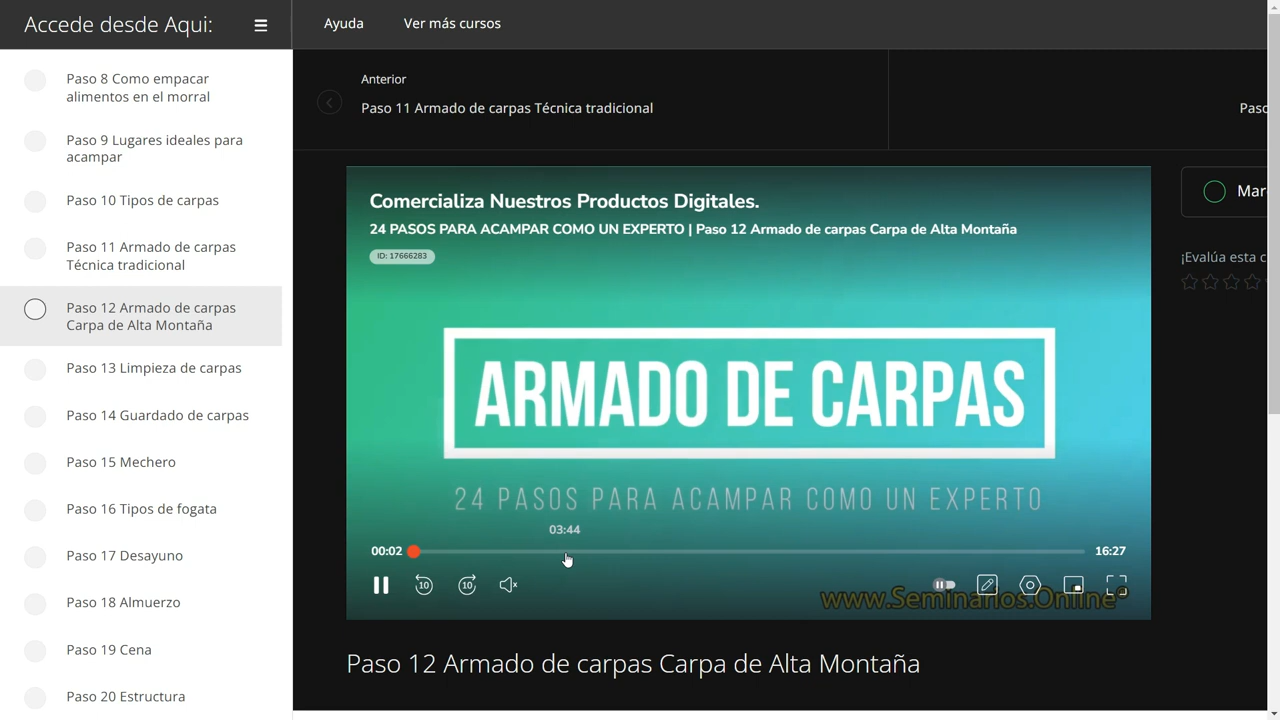 Accede desde Aqui:
Ayuda
Ver más cursos
Paso 8 Como empacar
alimentos en el morral
Paso 9 Lugares ideales para
acampar
Paso 10 Tipos de carpas
Paso 11 Armado de carpas
Técnica tradicional
Paso 12 Armado de carpas
Carpa de Alta Montaña
Paso 13 Limpieza de carpas
Paso 14 Guardado de carpas
Paso 15 Mechero
Paso 16 Tipos de fogata
Paso 17 Desayuno
Paso 18 Almuerzo
Paso 19 Cena
Paso 20 Estructura
Anterior
Paso 11 Armado de carpas Técnica tradicional
Paso
Comercializa Nuestros Productos Digitales.
24 PASOS PARA ACAMPAR COMO UN EXPERTO | Paso 12 Armado de carpas Carpa de Alta Montaña
ID: 17666283
ARMADO DE CARPAS
24 PASOS PARA ACAMPAR COMO UN EXPERTO
03:44
00:02
16:27
10
10
www.Seminarios.Online®
Paso 12 Armado de carpas Carpa de Alta Montaña
Mar
¡Evalúa esta c